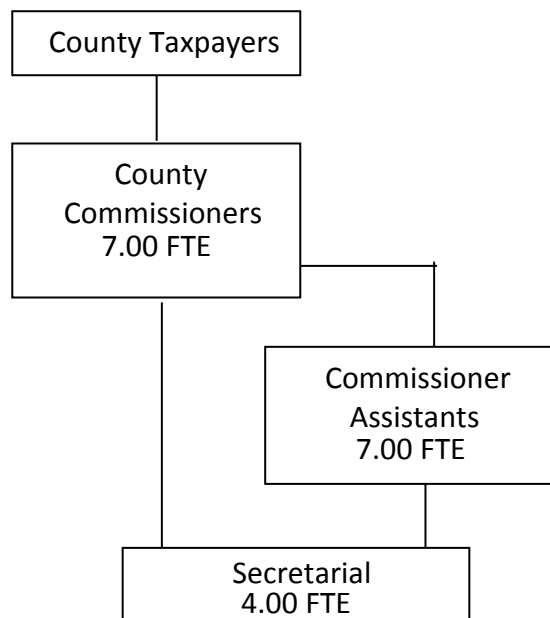 County Taxpayers
County
Commissioners
7.00 FTE
Commissioner
Assistants
7.00 FTE
Secretarial
4.00 FTE